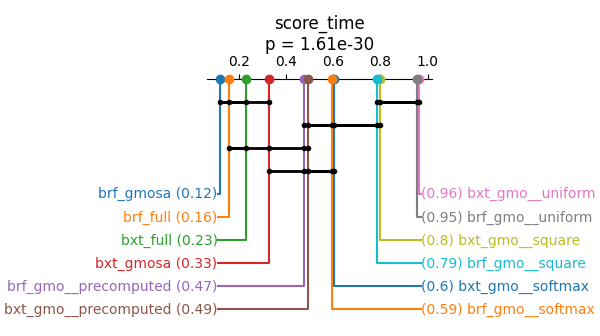 score_time
p = 1.61e-30
0.2 0.4 0.6 0.8 1.0
brf_gmosa (0.12)
(0.96) bxt_gmo__uniform
brf_full (0.16)
(0.95) brf_gmo__uniform
bxt_full (0.23)
(0.8) bxt_gmo__square
bxt_gmosa (0.33)
(0.79) brf_gmo__square
brf_gmo__precomputed (0.47)
(0.6) bxt_gmo__softmax
bxt_gmo__precomputed (0.49)
(0.59) brf_gmo__softmax